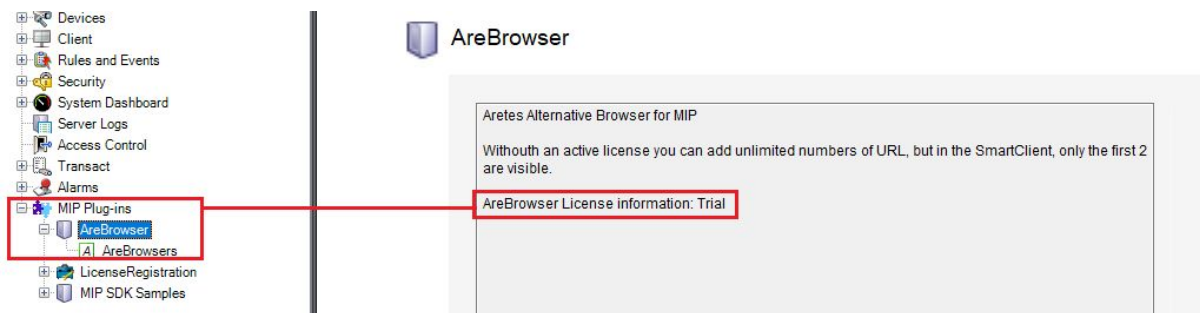 Devices
Client
Rules and Events
Security
System Dashboard
Server Logs
Access Control
Transact
Alarms
MIP Plug-ins
AreBrowser
A AreBrowsers
LicenseRegistration
MIP SDK Samples
AreBrowser
Aretes Alternative Browser for MIP
Withouth an active license you can add unlimited numbers of URL, but in the SmartClient, only the first 2
are visible.
AreBrowser License information: Trial